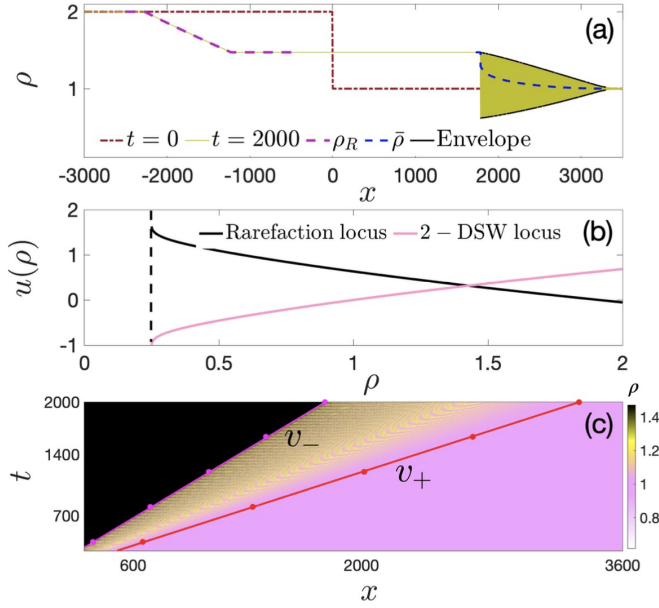 2
(a)
ρ
1
t = 0 t = 2000 ρ_R ρ̄ Envelope
-3000 -2000 -1000 0 1000 2000 3000
x
2
Rarefaction locus 2 − DSW locus (b)
1
u(ρ)
0
-1
0 0.5 1 1.5 2
ρ
2000 ρ
(c) 1.4
v_−
1400 1.2
t
v_+
1
700
0.8
600 2000 3600
x